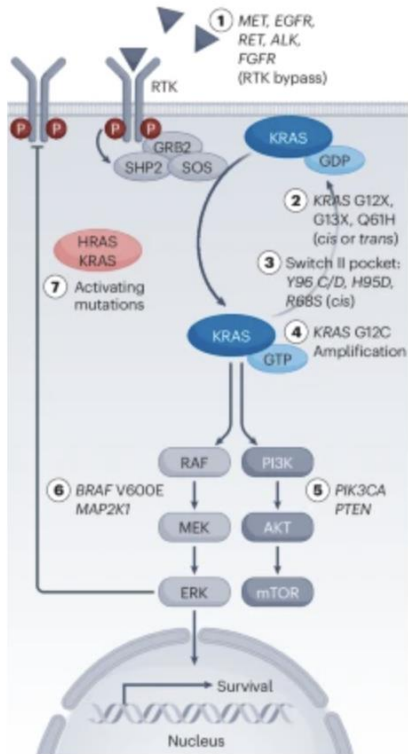 1 MET, EGFR,
RET, ALK,
FGFR
(RTK bypass)
RTK
P P P P
GRB2
SHP2 SOS
KRAS
GDP
2 KRAS G12X,
G13X, Q61H
(cis or trans)
3 Switch II pocket:
Y96 C/D, H95D,
R68S (cis)
HRAS
KRAS
7 Activating
mutations
KRAS
GTP
4 KRAS G12C
Amplification
RAF PI3K
6 BRAF V600E
MAP2K1
5 PIK3CA
PTEN
MEK AKT
ERK mTOR
Survival
Nucleus